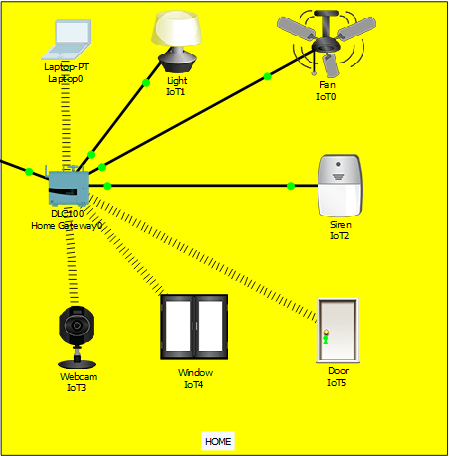 Laptop-PT
Laptop0
Light
IoT1
Fan
IoT0
DLC100
Home Gateway0
Siren
IoT2
Webcam
IoT3
Window
IoT4
Door
IoT5
HOME